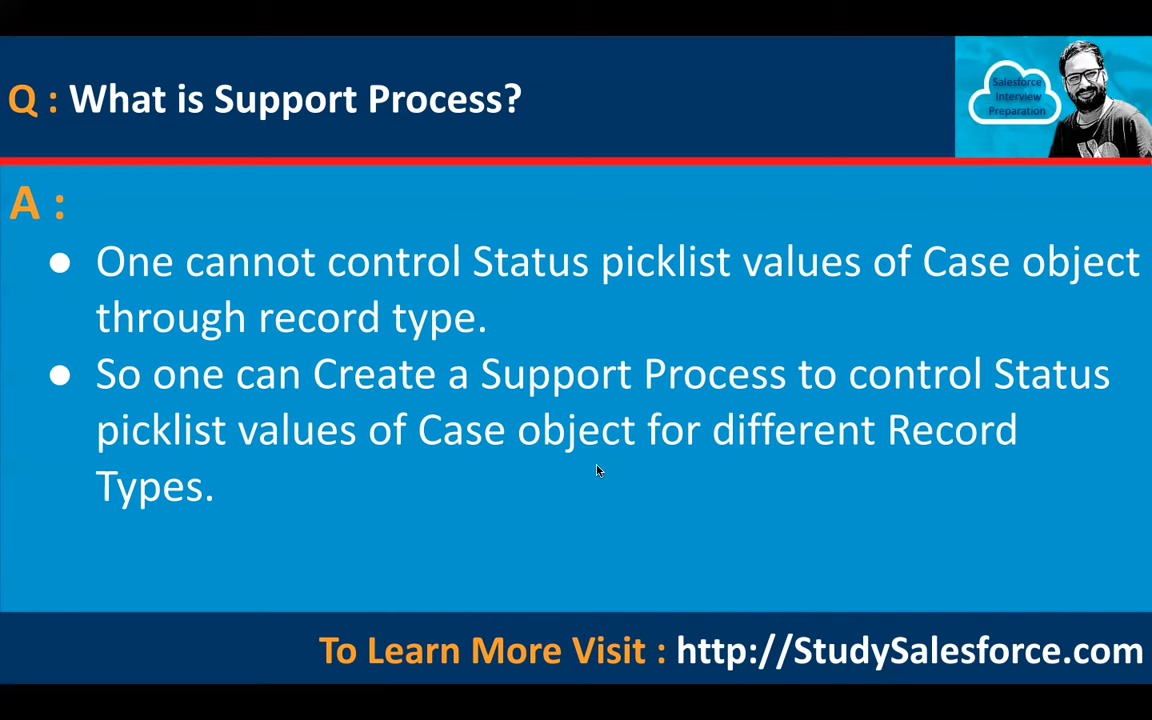 Q : What is Support Process?
Salesforce
Interview
Preparation
A :
● One cannot control Status picklist values of Case object
through record type.
● So one can Create a Support Process to control Status
picklist values of Case object for different Record
Types.
To Learn More Visit : http://StudySalesforce.com